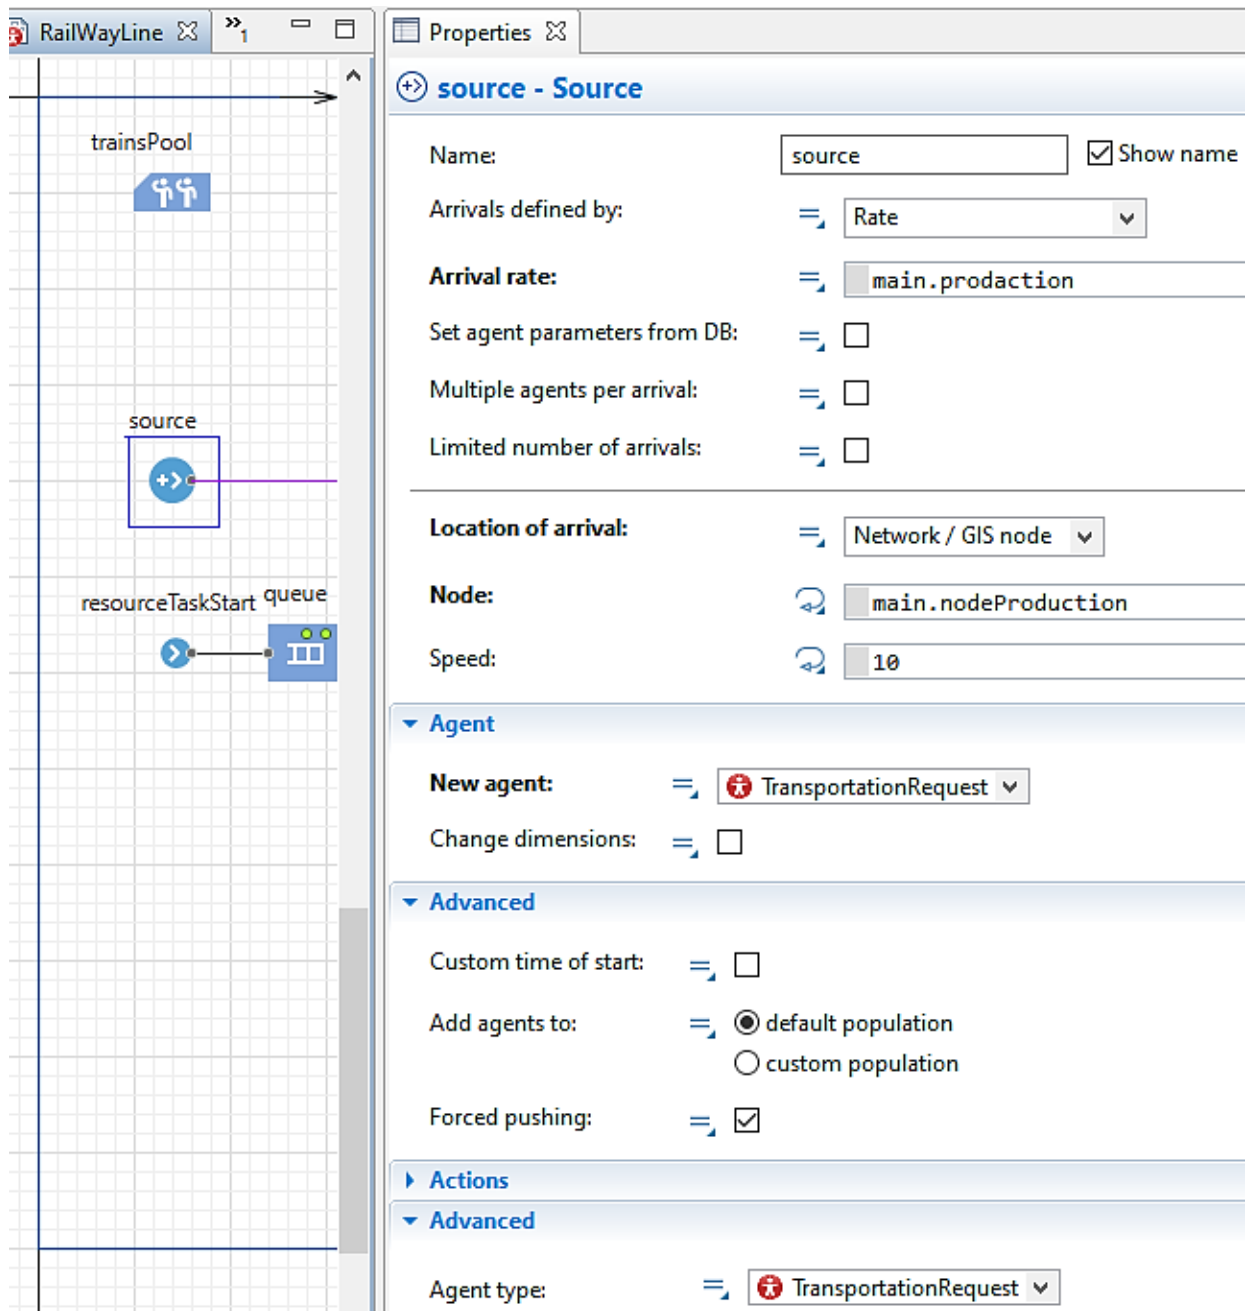 RailWayLine
1
trainsPool
source
resourceTaskStart
queue
Properties
source - Source
Name:
source
Show name
Arrivals defined by:
Rate
Arrival rate:
main.prodaction
Set agent parameters from DB:
Multiple agents per arrival:
Limited number of arrivals:
Location of arrival:
Network / GIS node
Node:
main.nodeProduction
Speed:
10
Agent
New agent:
TransportationRequest
Change dimensions:
Advanced
Custom time of start:
Add agents to:
default population
custom population
Forced pushing:
Actions
Advanced
Agent type:
TransportationRequest